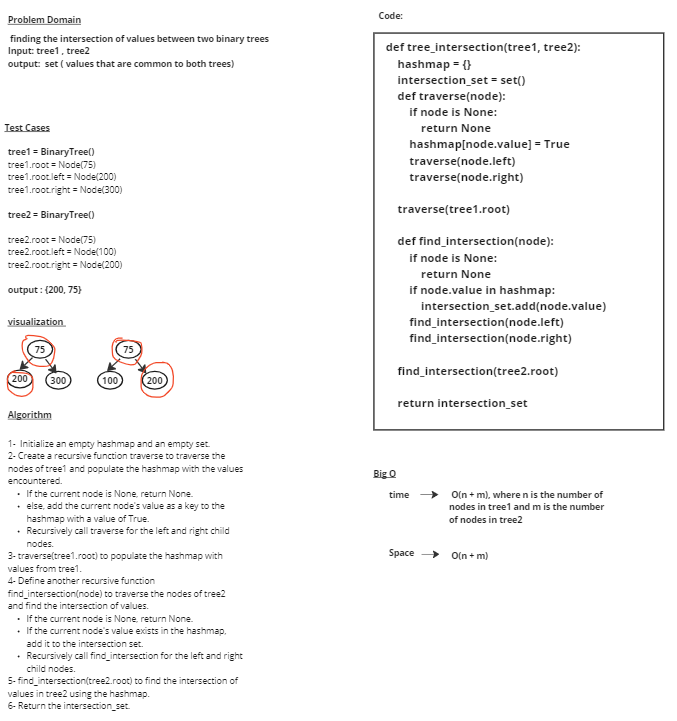 Problem Domain
finding the intersection of values between two binary trees
Input: tree1 , tree2
output: set ( values that are common to both trees)
Test Cases
tree1 = BinaryTree()
tree1.root = Node(75)
tree1.root.left = Node(200)
tree1.root.right = Node(300)
tree2 = BinaryTree()
tree2.root = Node(75)
tree2.root.left = Node(100)
tree2.root.right = Node(200)
output : {200, 75}
visualization
75 75
200 300 100 200
Algorithm
1- Initialize an empty hashmap and an empty set.
2- Create a recursive function traverse to traverse the
nodes of tree1 and populate the hashmap with the values
encountered.
• If the current node is None, return None.
• else, add the current node's value as a key to the
hashmap with a value of True.
• Recursively call traverse for the left and right child
nodes.
3- traverse(tree1.root) to populate the hashmap with
values from tree1.
4- Define another recursive function
find_intersection(node) to traverse the nodes of tree2
and find the intersection of values.
• If the current node is None, return None.
• If the current node's value exists in the hashmap,
add it to the intersection set.
• Recursively call find_intersection for the left and right
child nodes.
5- find_intersection(tree2.root) to find the intersection of
values in tree2 using the hashmap.
6- Return the intersection_set.
Code:
def tree_intersection(tree1, tree2):
hashmap = {}
intersection_set = set()
def traverse(node):
if node is None:
return None
hashmap[node.value] = True
traverse(node.left)
traverse(node.right)
traverse(tree1.root)
def find_intersection(node):
if node is None:
return None
if node.value in hashmap:
intersection_set.add(node.value)
find_intersection(node.left)
find_intersection(node.right)
find_intersection(tree2.root)
return intersection_set
Big O
time O(n + m), where n is the number of
nodes in tree1 and m is the number
of nodes in tree2
Space O(n + m)